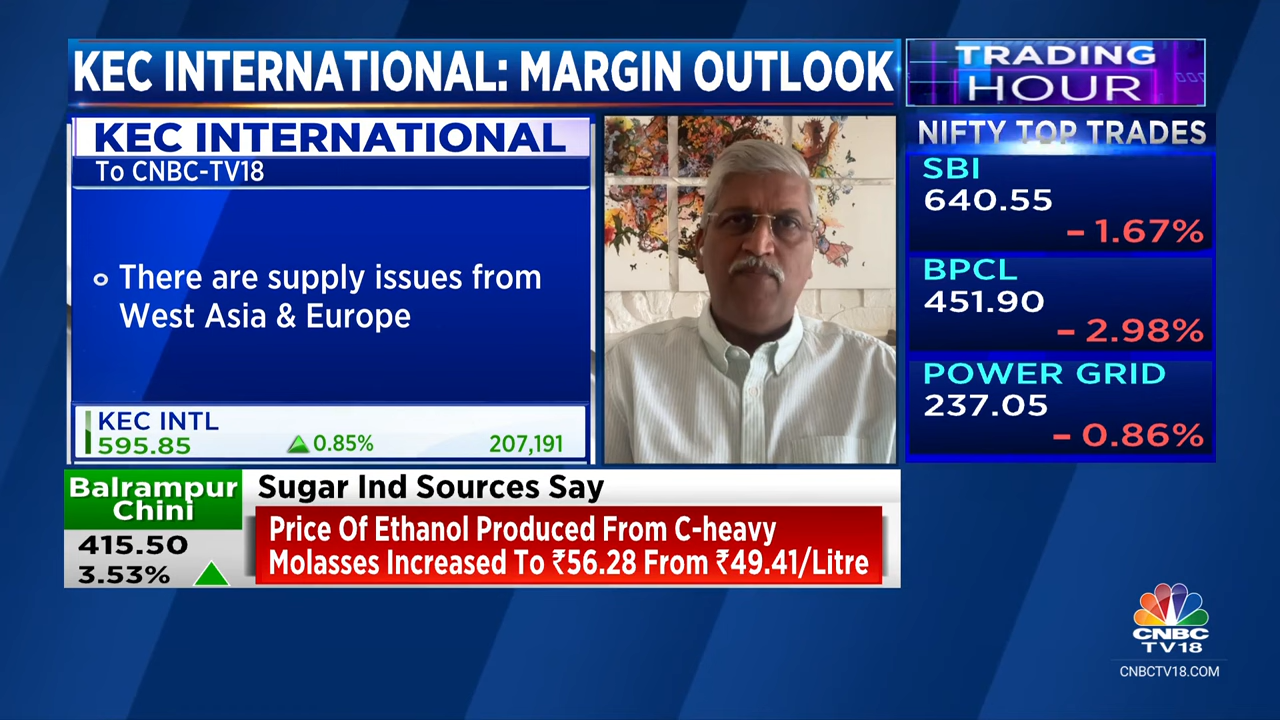 KEC INTERNATIONAL: MARGIN OUTLOOK
TRADING
HOUR
KEC INTERNATIONAL
To CNBC-TV18
There are supply issues from
West Asia & Europe
KEC INTL
595.85 0.85% 207,191
NIFTY TOP TRADES
SBI
640.55
– 1.67%
BPCL
451.90
– 2.98%
POWER GRID
237.05
– 0.86%
Balrampur
Chini
415.50
3.53%
Sugar Ind Sources Say
Price Of Ethanol Produced From C-heavy
Molasses Increased To ₹56.28 From ₹49.41/Litre
CNBC
TV18
CNBCTV18.COM